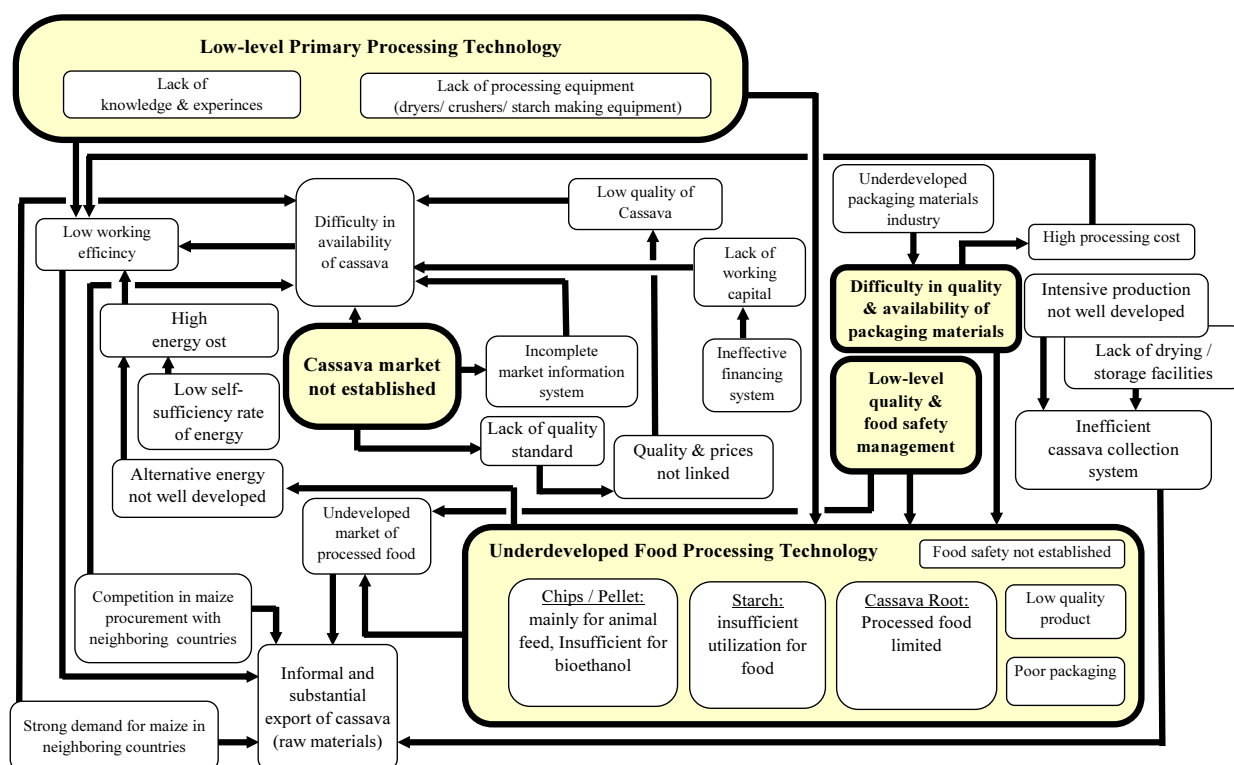 Low-level Primary Processing Technology
Lack of
knowledge & experinces
Lack of processing equipment
(dryers/ crushers/ starch making equipment)
Low working
efficincy
Difficulty in
availability
of cassava
Low quality of
Cassava
Underdeveloped
packaging materials
industry
High processing cost
Lack of
working
capital
Difficulty in quality
& availability of
packaging materials
Intensive production
not well developed
Lack of drying /
storage facilities
High
energy ost
Cassava market
not established
Incomplete
market information
system
Ineffective
financing
system
Low-level
quality &
food safety
management
Low self-
sufficiency rate
of energy
Lack of quality
standard
Quality & prices
not linked
Inefficient
cassava collection
system
Alternative energy
not well developed
Undeveloped
market of
processed food
Underdeveloped Food Processing Technology
Food safety not established
Chips / Pellet:
mainly for animal
feed, Insufficient for
bioethanol
Starch:
insufficient
utilization for
food
Cassava Root:
Processed food
limited
Low quality
product
Poor packaging
Competition in maize
procurement with
neighboring countries
Informal and
substantial
export of cassava
(raw materials)
Strong demand for maize in
neighboring countries